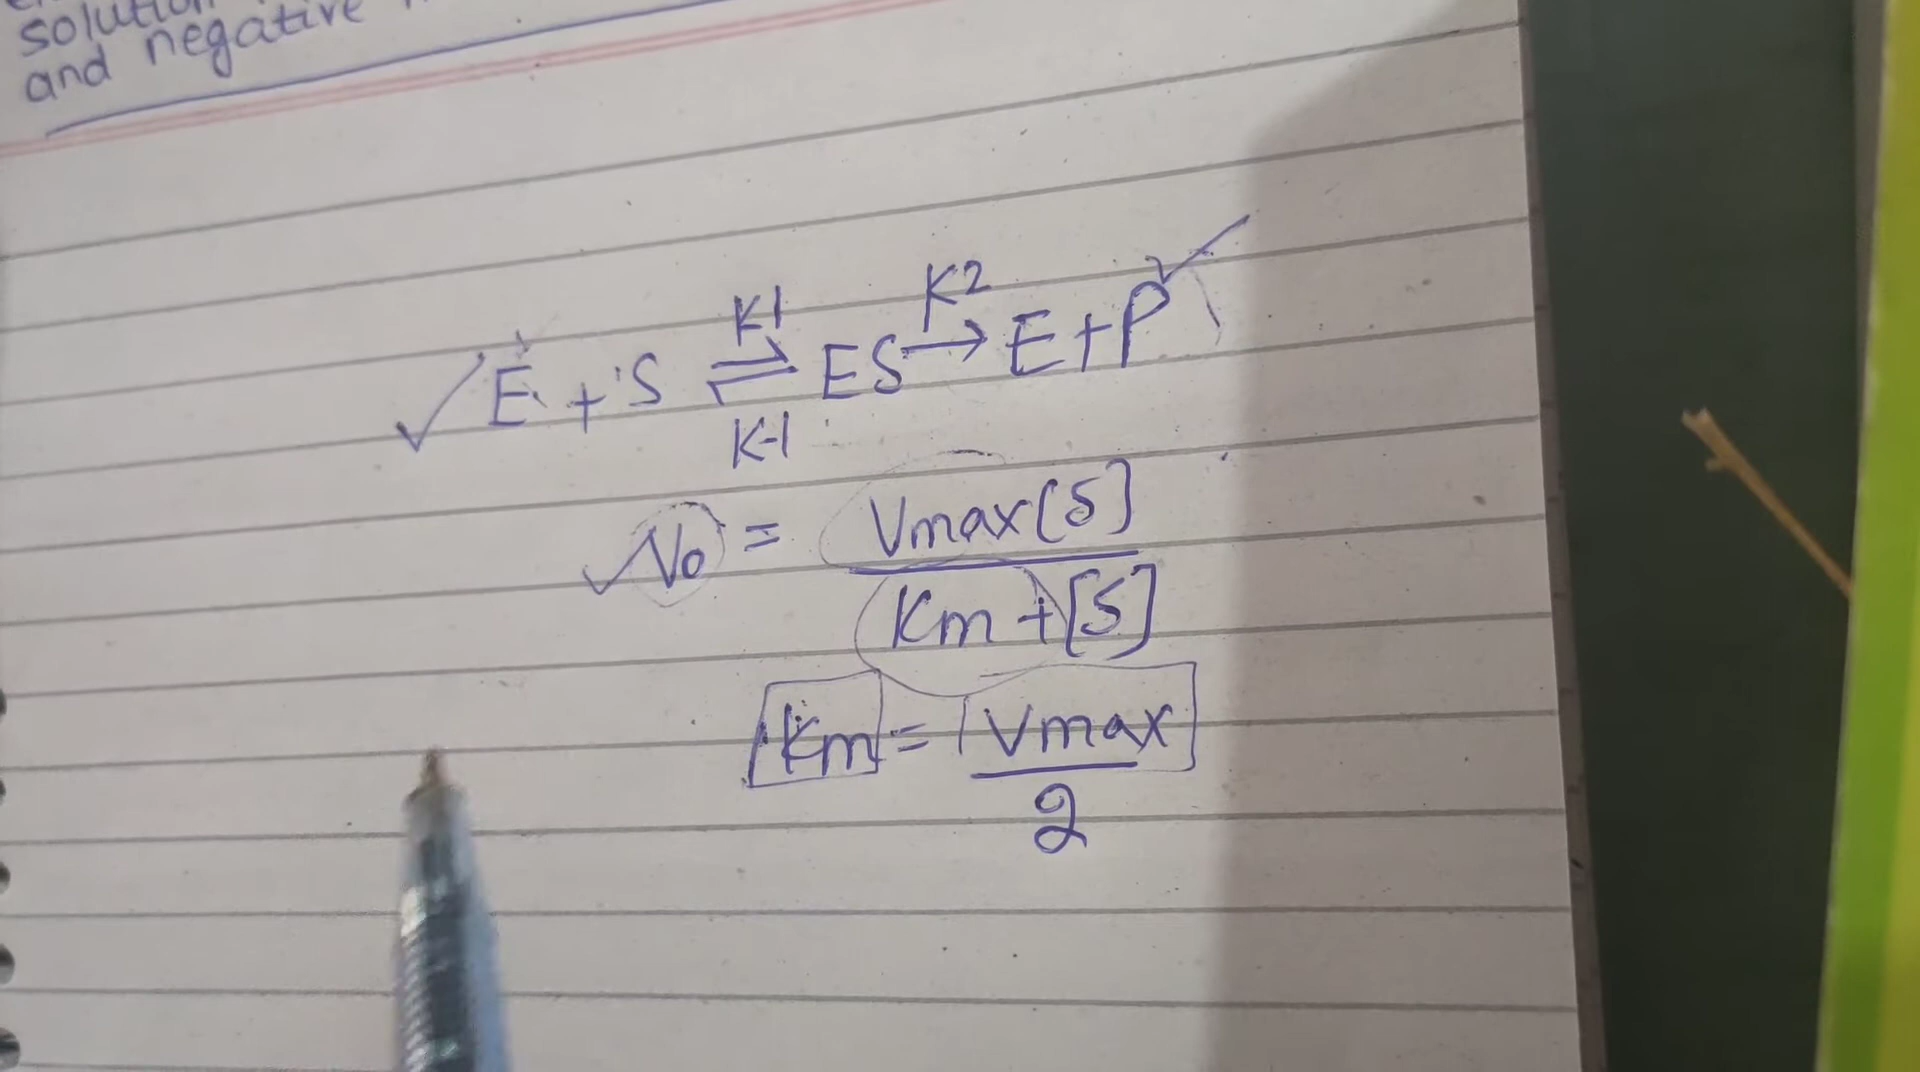 solution
and negative
K1 K2
E + S ⇌ ES → E+P
K-1
Vo = Vmax[S]
Km + [S]
Km = Vmax
2